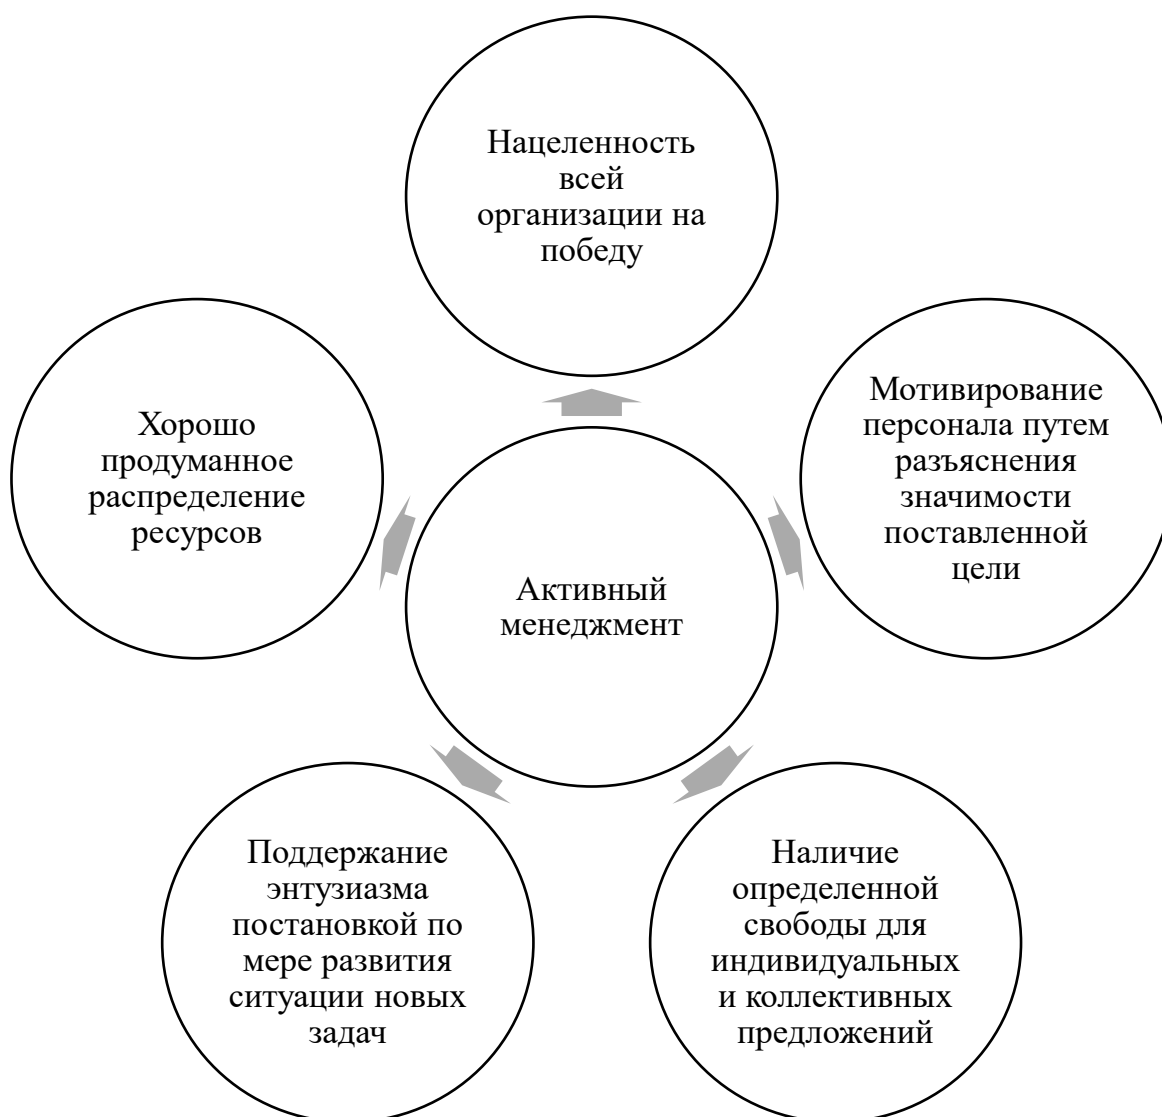 Нацеленность
всей
организации на
победу
Мотивирование
персонала путем
разъяснения
значимости
поставленной
цели
Наличие
определенной
свободы для
индивидуальных
и коллективных
предложений
Поддержание
энтузиазма
постановкой по
мере развития
ситуации новых
задач
Хорошо
продуманное
распределение
ресурсов
Активный
менеджмент